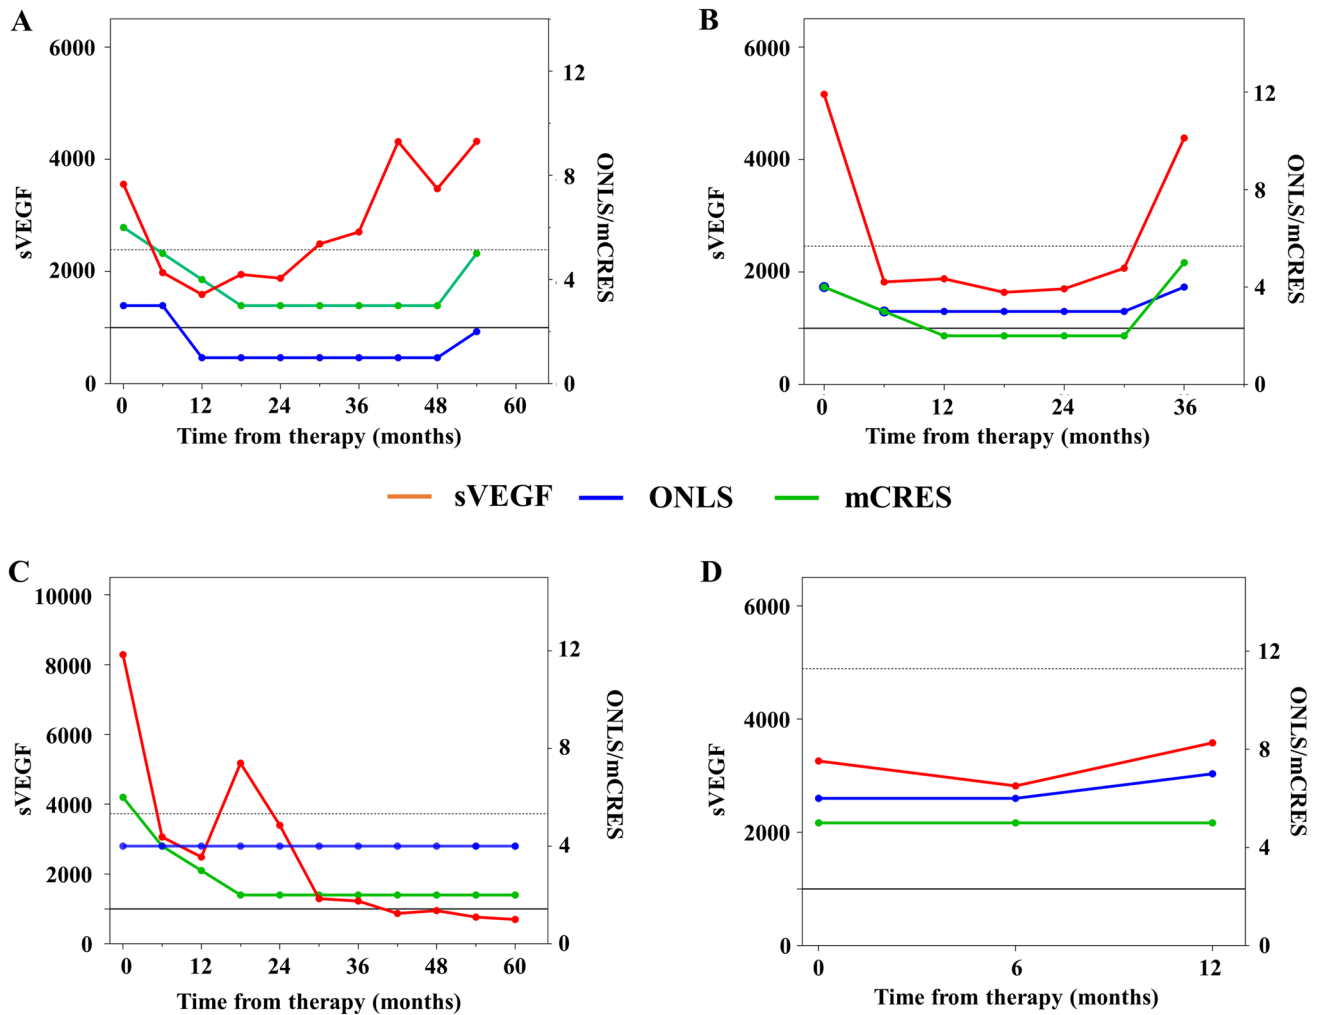 A
6000
4000
2000
0
sVEGF
12
8
4
0
ONLS/mCRES
0 12 24 36 48 60
Time from therapy (months)
B
6000
4000
2000
0
sVEGF
12
8
4
0
ONLS/mCRES
0 12 24 36
Time from therapy (months)
sVEGF ONLS mCRES
C
10000
8000
6000
4000
2000
0
sVEGF
12
8
4
0
ONLS/mCRES
0 12 24 36 48 60
Time from therapy (months)
D
6000
4000
2000
0
sVEGF
12
8
4
0
ONLS/mCRES
0 6 12
Time from therapy (months)